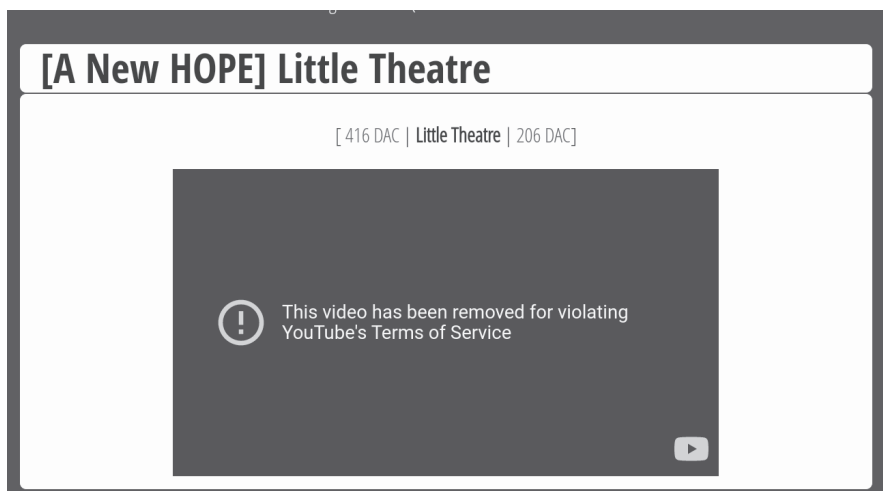 [A New HOPE] Little Theatre
[ 416 DAC | Little Theatre | 206 DAC]
This video has been removed for violating
YouTube's Terms of Service